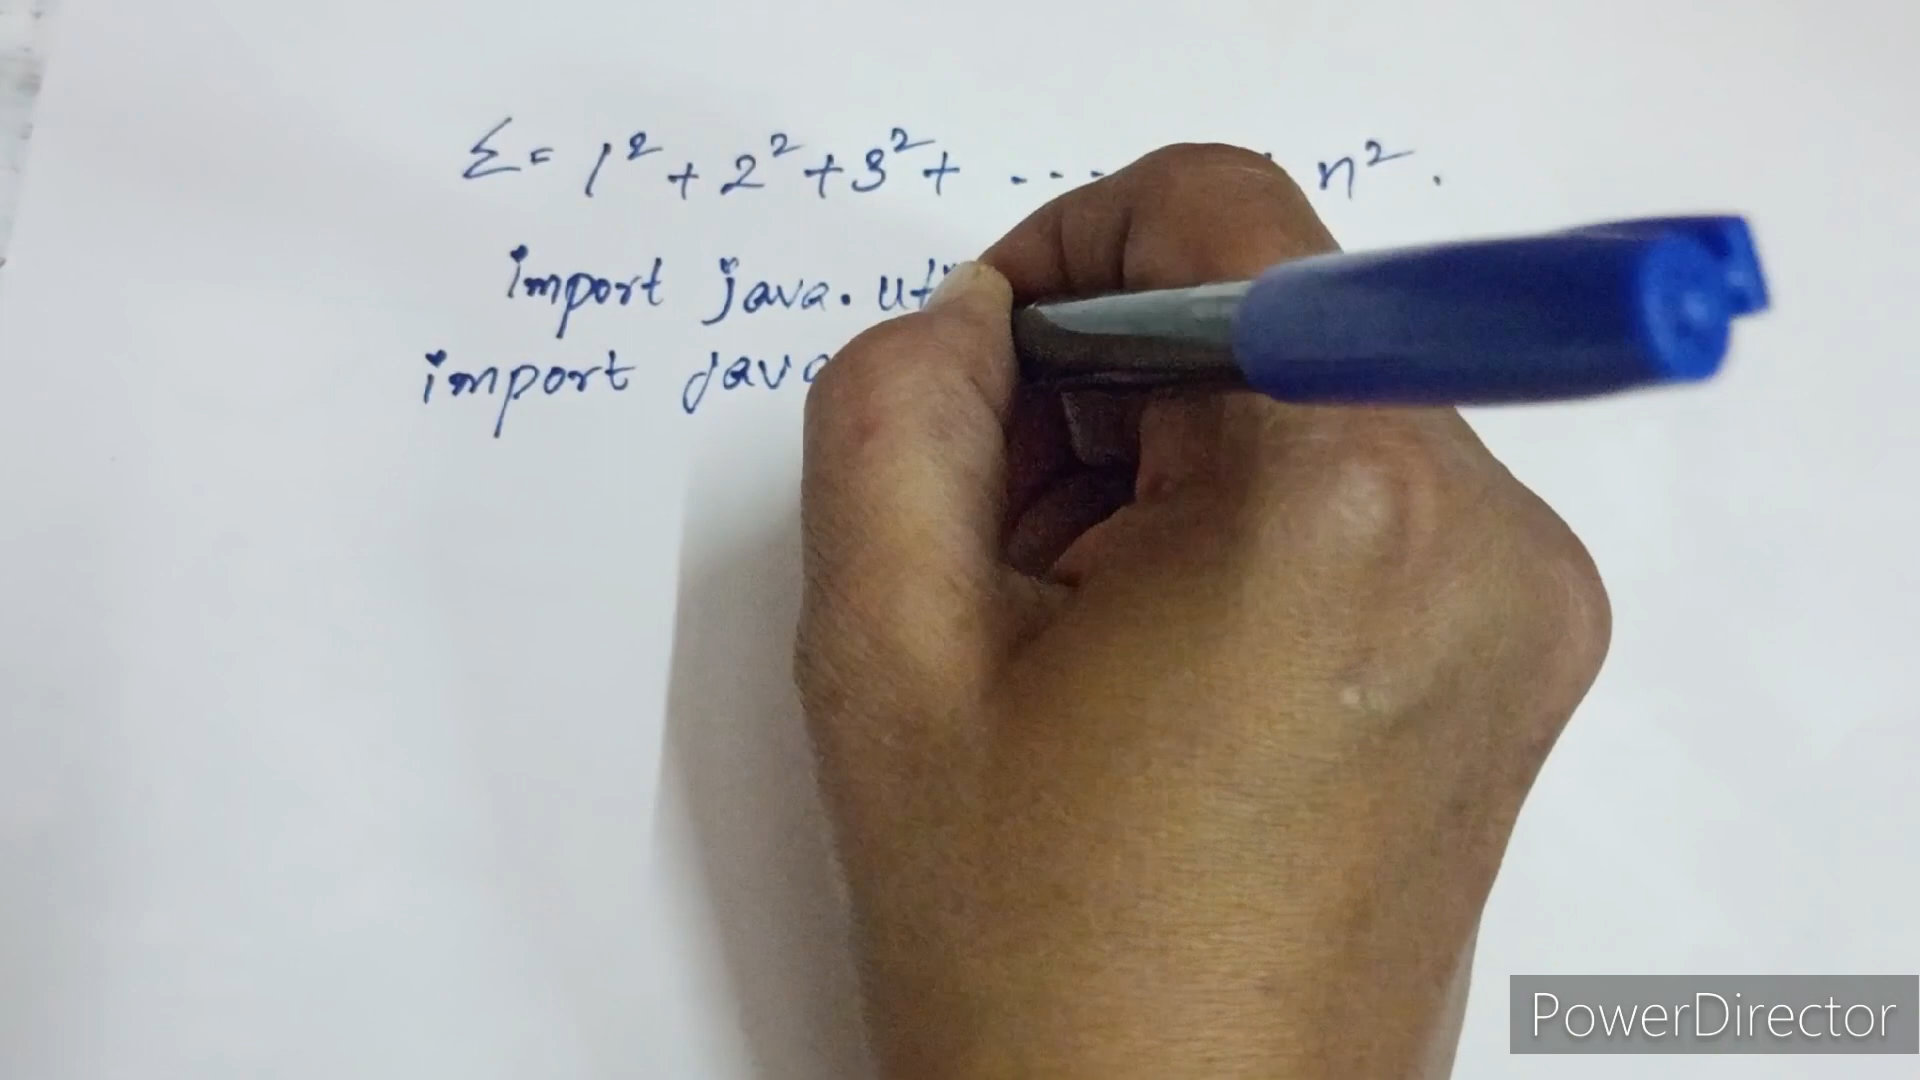 Σ = 1² + 2² + 3² + .... n² .
import java.
import
PowerDirector